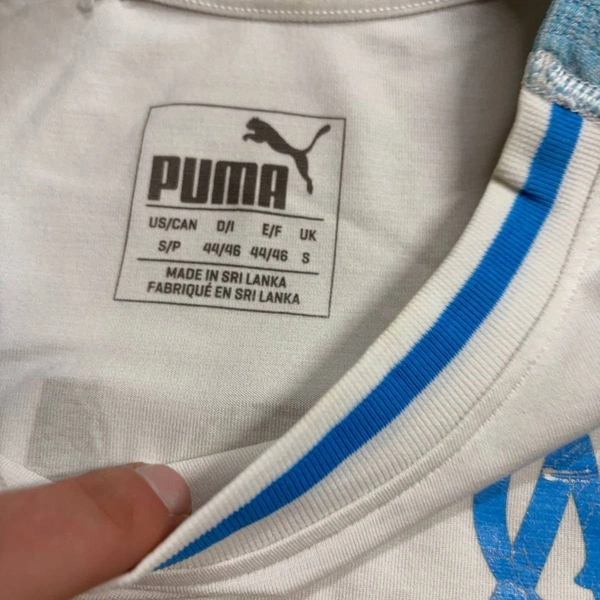 PUMA
US/CAN D/I E/F UK
S/P 44/46 44/46 S
MADE IN SRI LANKA
FABRIQUÉ EN SRI LANKA